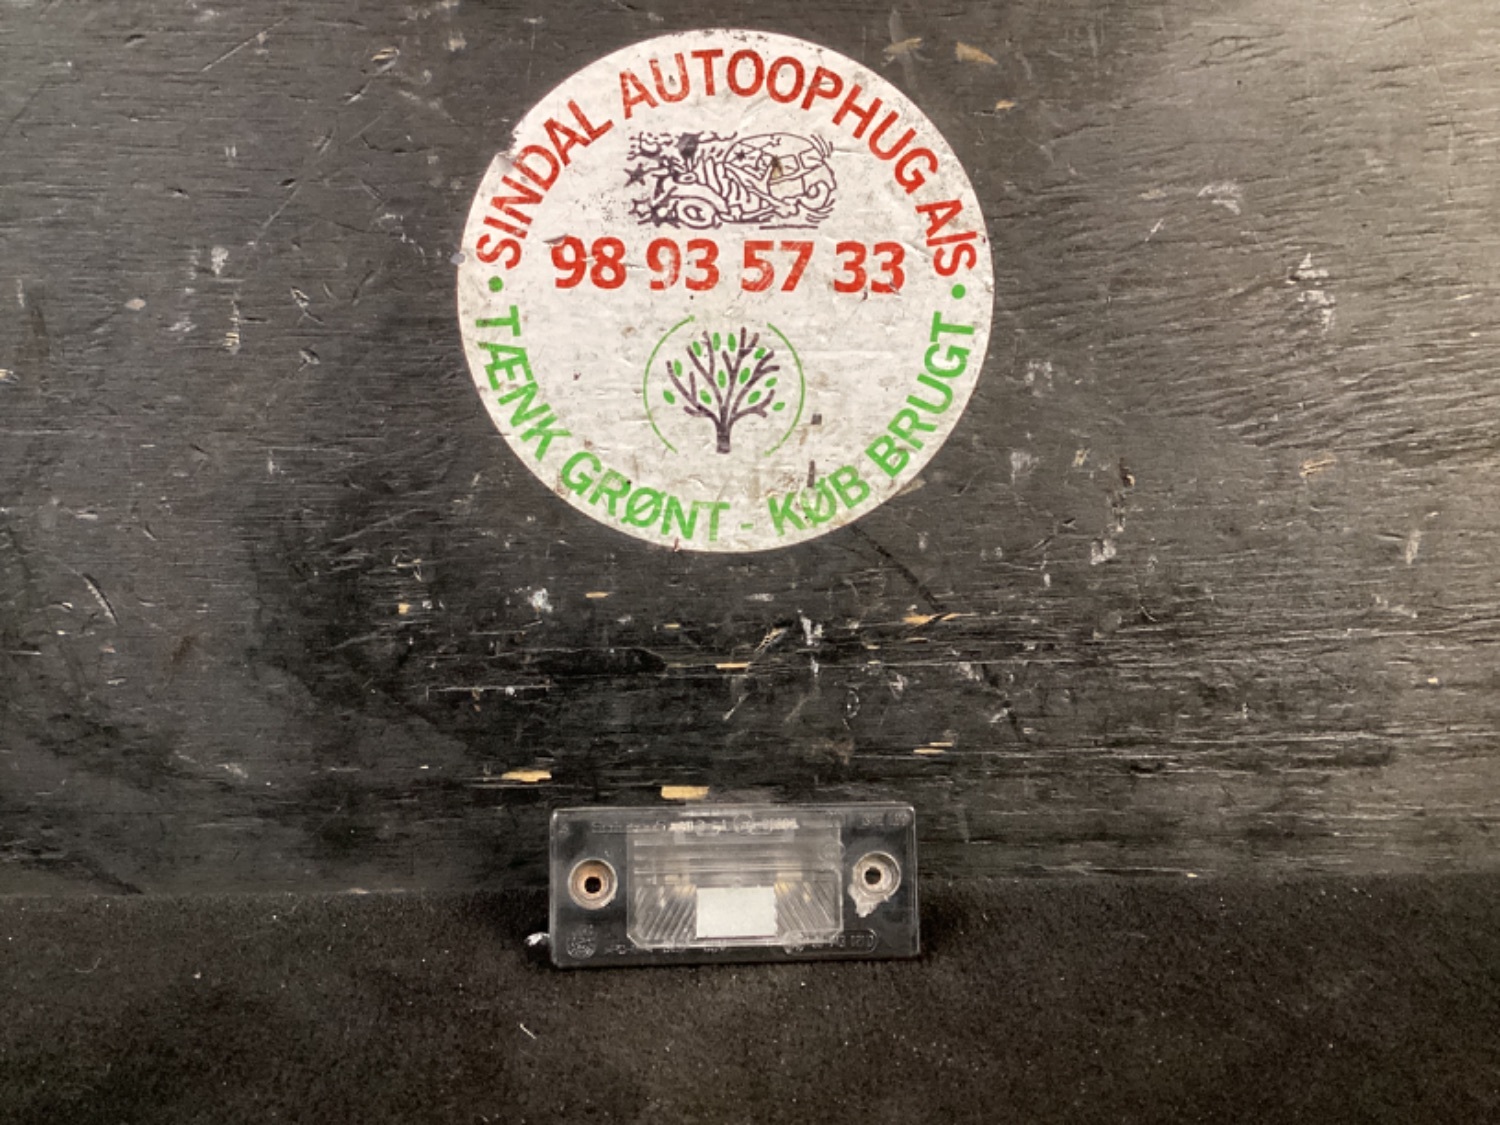 SINDAL AUTOOPHUG A/S
98 93 57 33
• TÆNK GRØNT - KØB BRUGT •